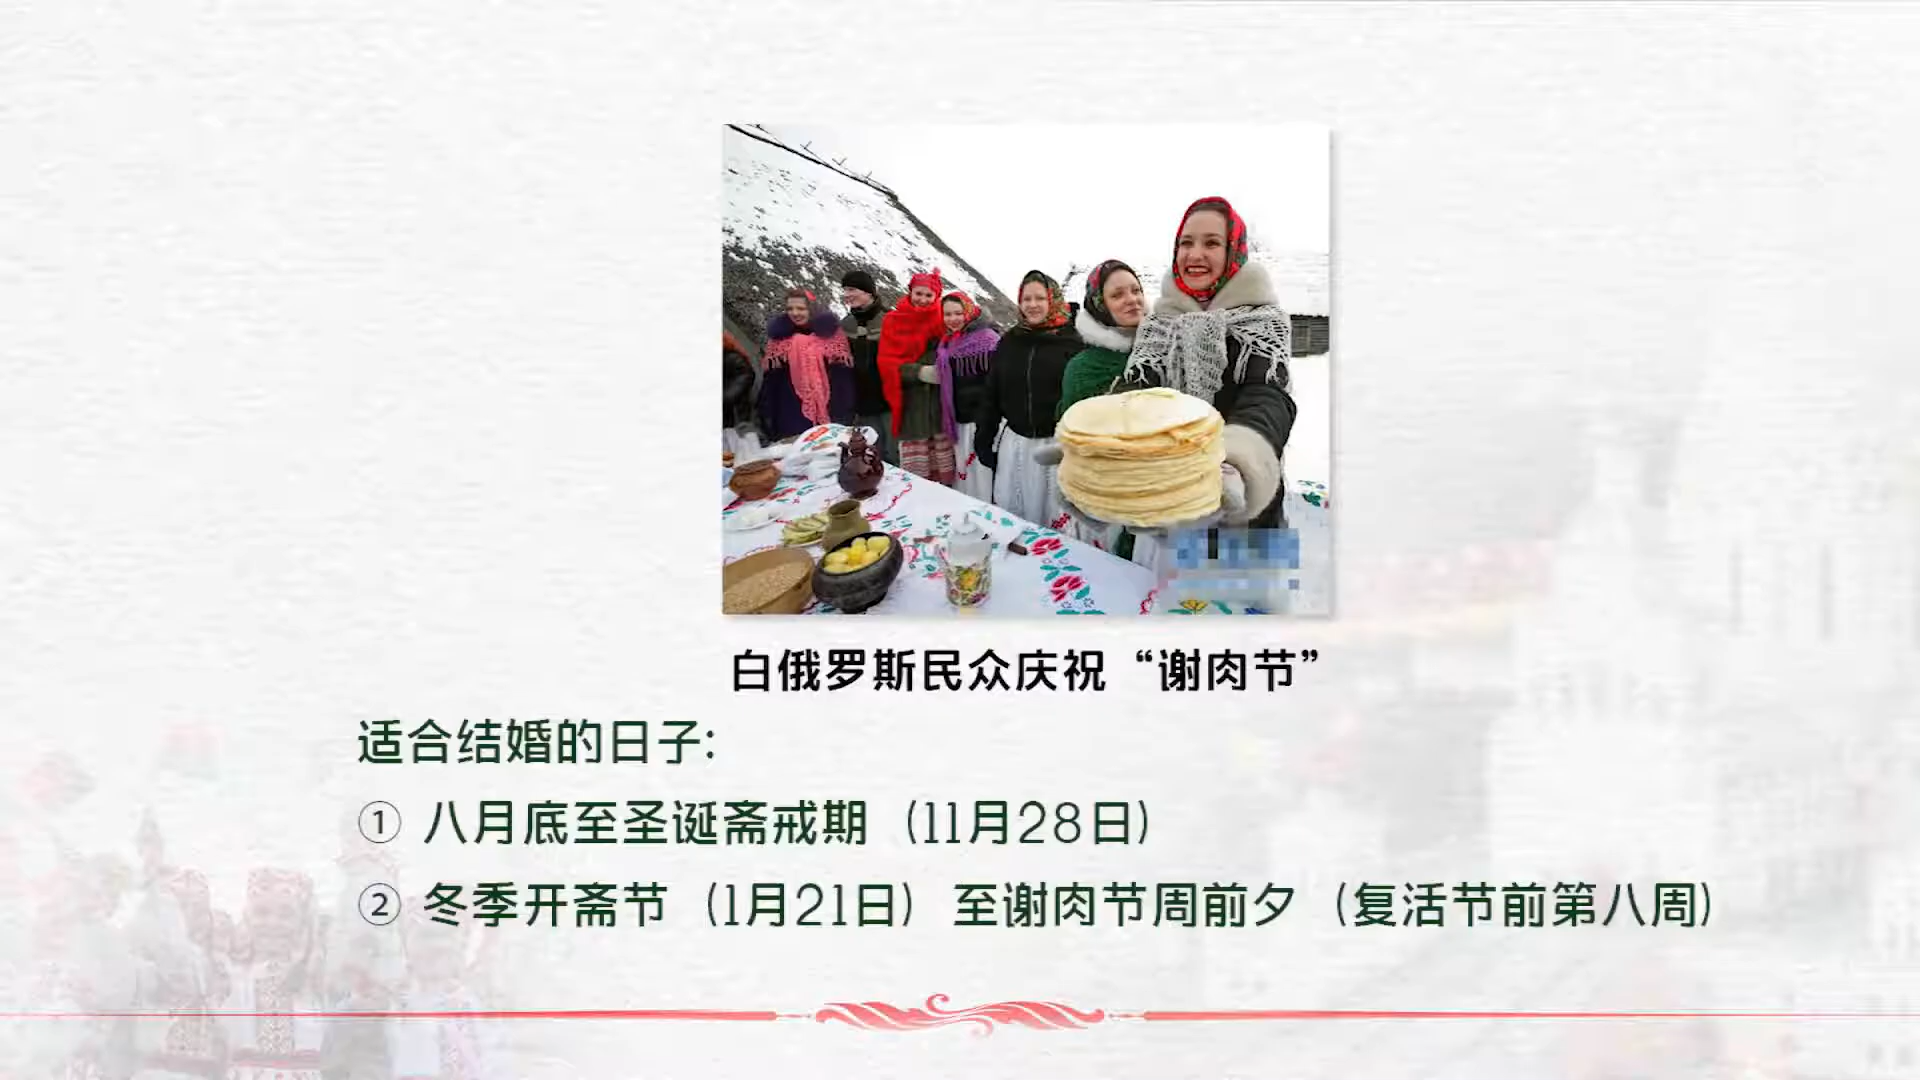 白俄罗斯民众庆祝“谢肉节”
适合结婚的日子:
① 八月底至圣诞斋戒期（11月28日）
② 冬季开斋节（1月21日）至谢肉节周前夕（复活节前第八周）